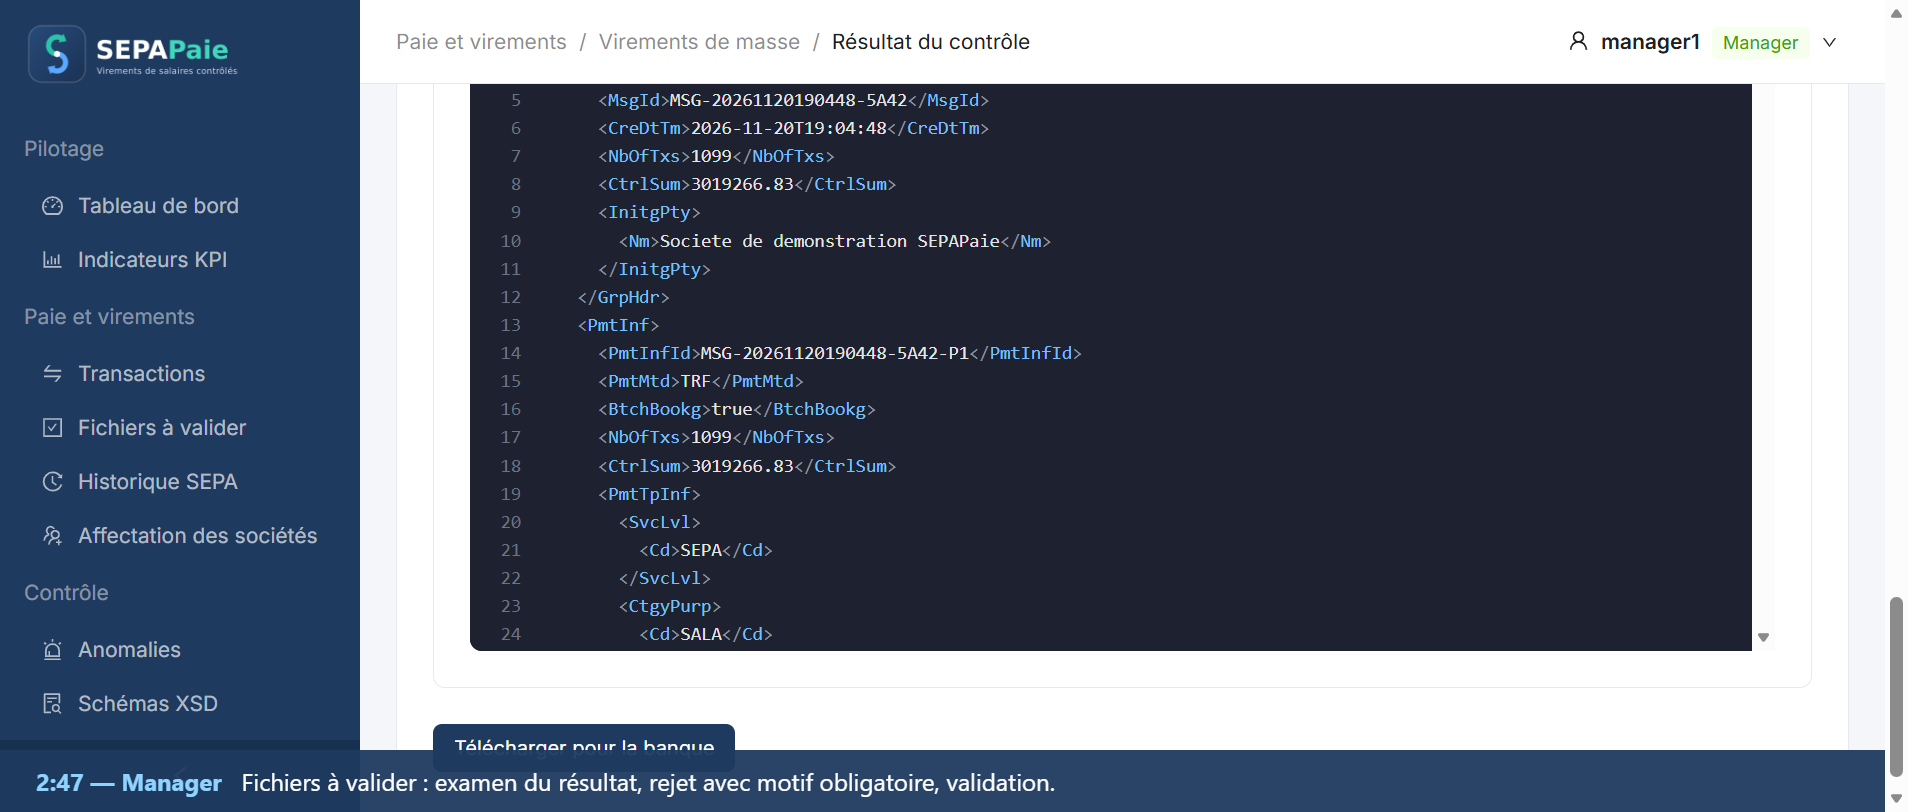 SEPAPaie
Virements de salaires contrôlés
Pilotage
Tableau de bord
Indicateurs KPI
Paie et virements
Transactions
Fichiers à valider
Historique SEPA
Affectation des sociétés
Contrôle
Anomalies
Schémas XSD
Paie et virements / Virements de masse / Résultat du contrôle
manager1 Manager
5 <MsgId>MSG-20261120190448-5A42</MsgId>
6 <CreDtTm>2026-11-20T19:04:48</CreDtTm>
7 <NbOfTxs>1099</NbOfTxs>
8 <CtrlSum>3019266.83</CtrlSum>
9 <InitgPty>
10 <Nm>Societe de demonstration SEPAPaie</Nm>
11 </InitgPty>
12 </GrpHdr>
13 <PmtInf>
14 <PmtInfId>MSG-20261120190448-5A42-P1</PmtInfId>
15 <PmtMtd>TRF</PmtMtd>
16 <BtchBookg>true</BtchBookg>
17 <NbOfTxs>1099</NbOfTxs>
18 <CtrlSum>3019266.83</CtrlSum>
19 <PmtTpInf>
20 <SvcLvl>
21 <Cd>SEPA</Cd>
22 </SvcLvl>
23 <CtgyPurp>
24 <Cd>SALA</Cd>
Télécharger pour la banque
2:47 — Manager Fichiers à valider : examen du résultat, rejet avec motif obligatoire, validation.